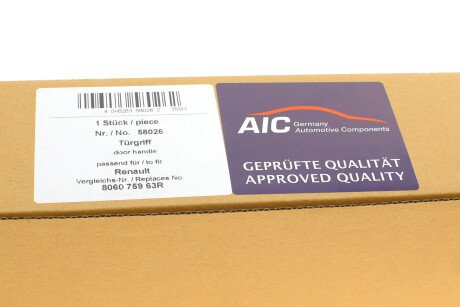 1 Stück / piece
Nr. / No. 58026
Türgriff
door handle
passend für / to fit
Renault
Vergleichs-Nr. / Replaces No.
8060 759 63R
AIC Germany
Automotive Components
GEPRÜFTE QUALITÄT
APPROVED QUALITY